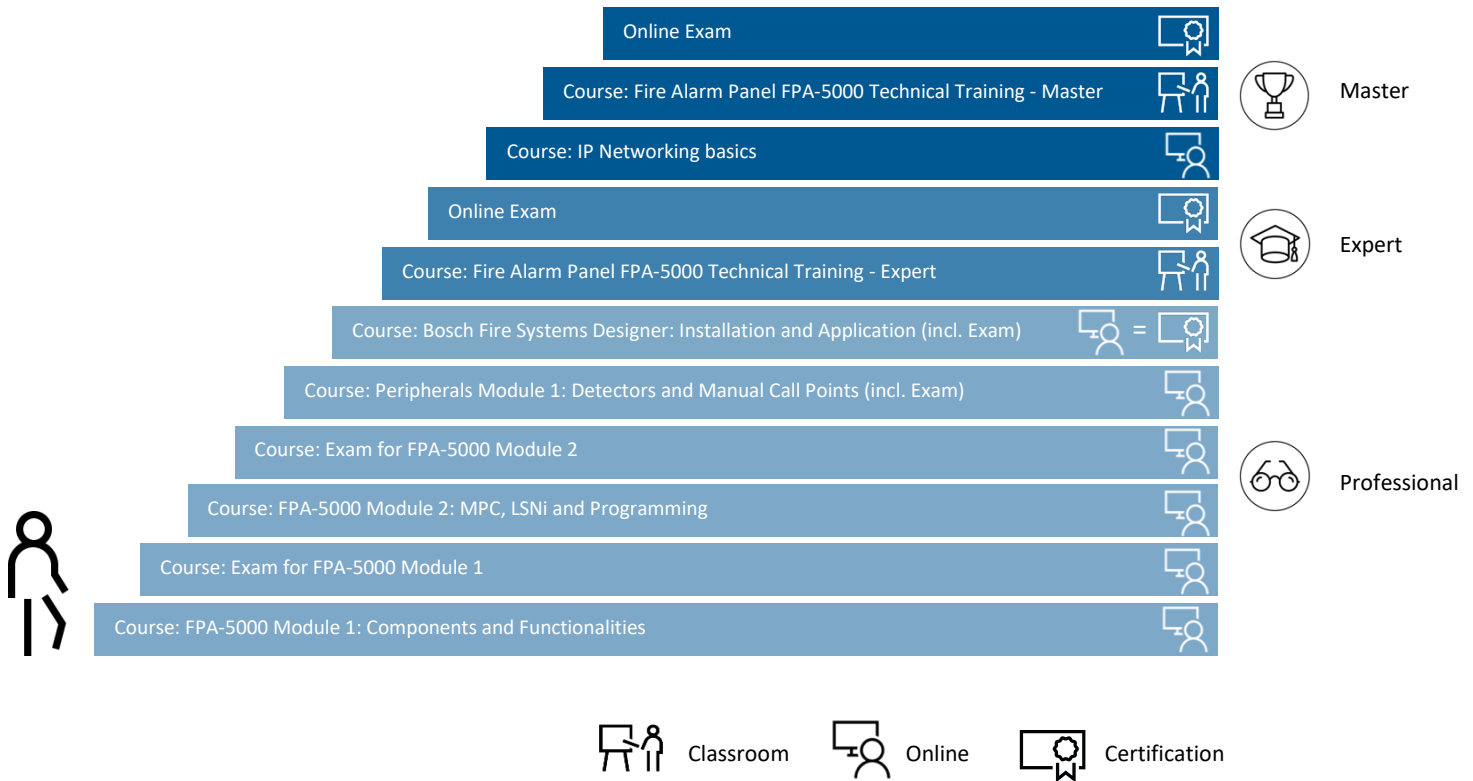 Online Exam
Course: Fire Alarm Panel FPA-5000 Technical Training - Master
Master
Course: IP Networking basics
Online Exam
Expert
Course: Fire Alarm Panel FPA-5000 Technical Training - Expert
Course: Bosch Fire Systems Designer: Installation and Application (incl. Exam)
=
Course: Peripherals Module 1: Detectors and Manual Call Points (incl. Exam)
Course: Exam for FPA-5000 Module 2
Professional
Course: FPA-5000 Module 2: MPC, LSNi and Programming
Course: Exam for FPA-5000 Module 1
Course: FPA-5000 Module 1: Components and Functionalities
Classroom
Online
Certification